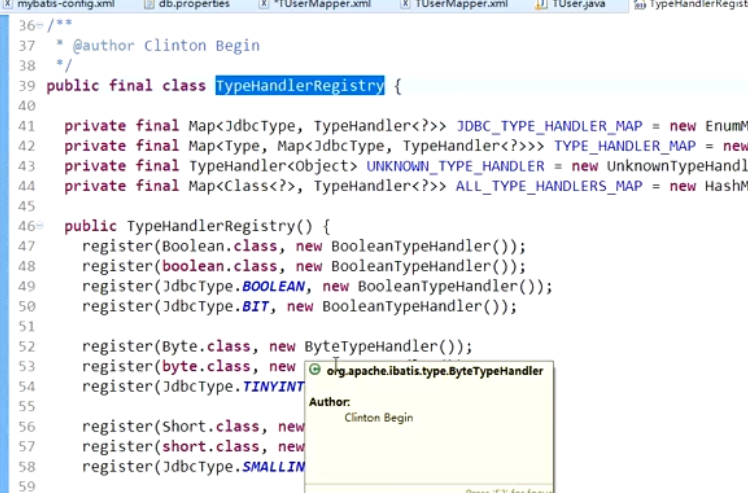 mybatis-config.xml db.properties *TUserMapper.xml TUserMapper.xml TUser.java TypeHandlerRegist
36 /**
37 * @author Clinton Begin
38 */
39 public final class TypeHandlerRegistry {
40
41 private final Map<JdbcType, TypeHandler<?>> JDBC_TYPE_HANDLER_MAP = new EnumM
42 private final Map<Type, Map<JdbcType, TypeHandler<?>>> TYPE_HANDLER_MAP = new
43 private final TypeHandler<Object> UNKNOWN_TYPE_HANDLER = new UnknownTypeHandl
44 private final Map<Class<?>, TypeHandler<?>> ALL_TYPE_HANDLERS_MAP = new HashM
45
46 public TypeHandlerRegistry() {
47 register(Boolean.class, new BooleanTypeHandler());
48 register(boolean.class, new BooleanTypeHandler());
49 register(JdbcType.BOOLEAN, new BooleanTypeHandler());
50 register(JdbcType.BIT, new BooleanTypeHandler());
51
52 register(Byte.class, new ByteTypeHandler());
53 register(byte.class, new
54 register(JdbcType.TINYINT
55
56 register(Short.class, new
57 register(short.class, new
58 register(JdbcType.SMALLIN
59
org.apache.ibatis.type.ByteTypeHandler
Author:
Clinton Begin